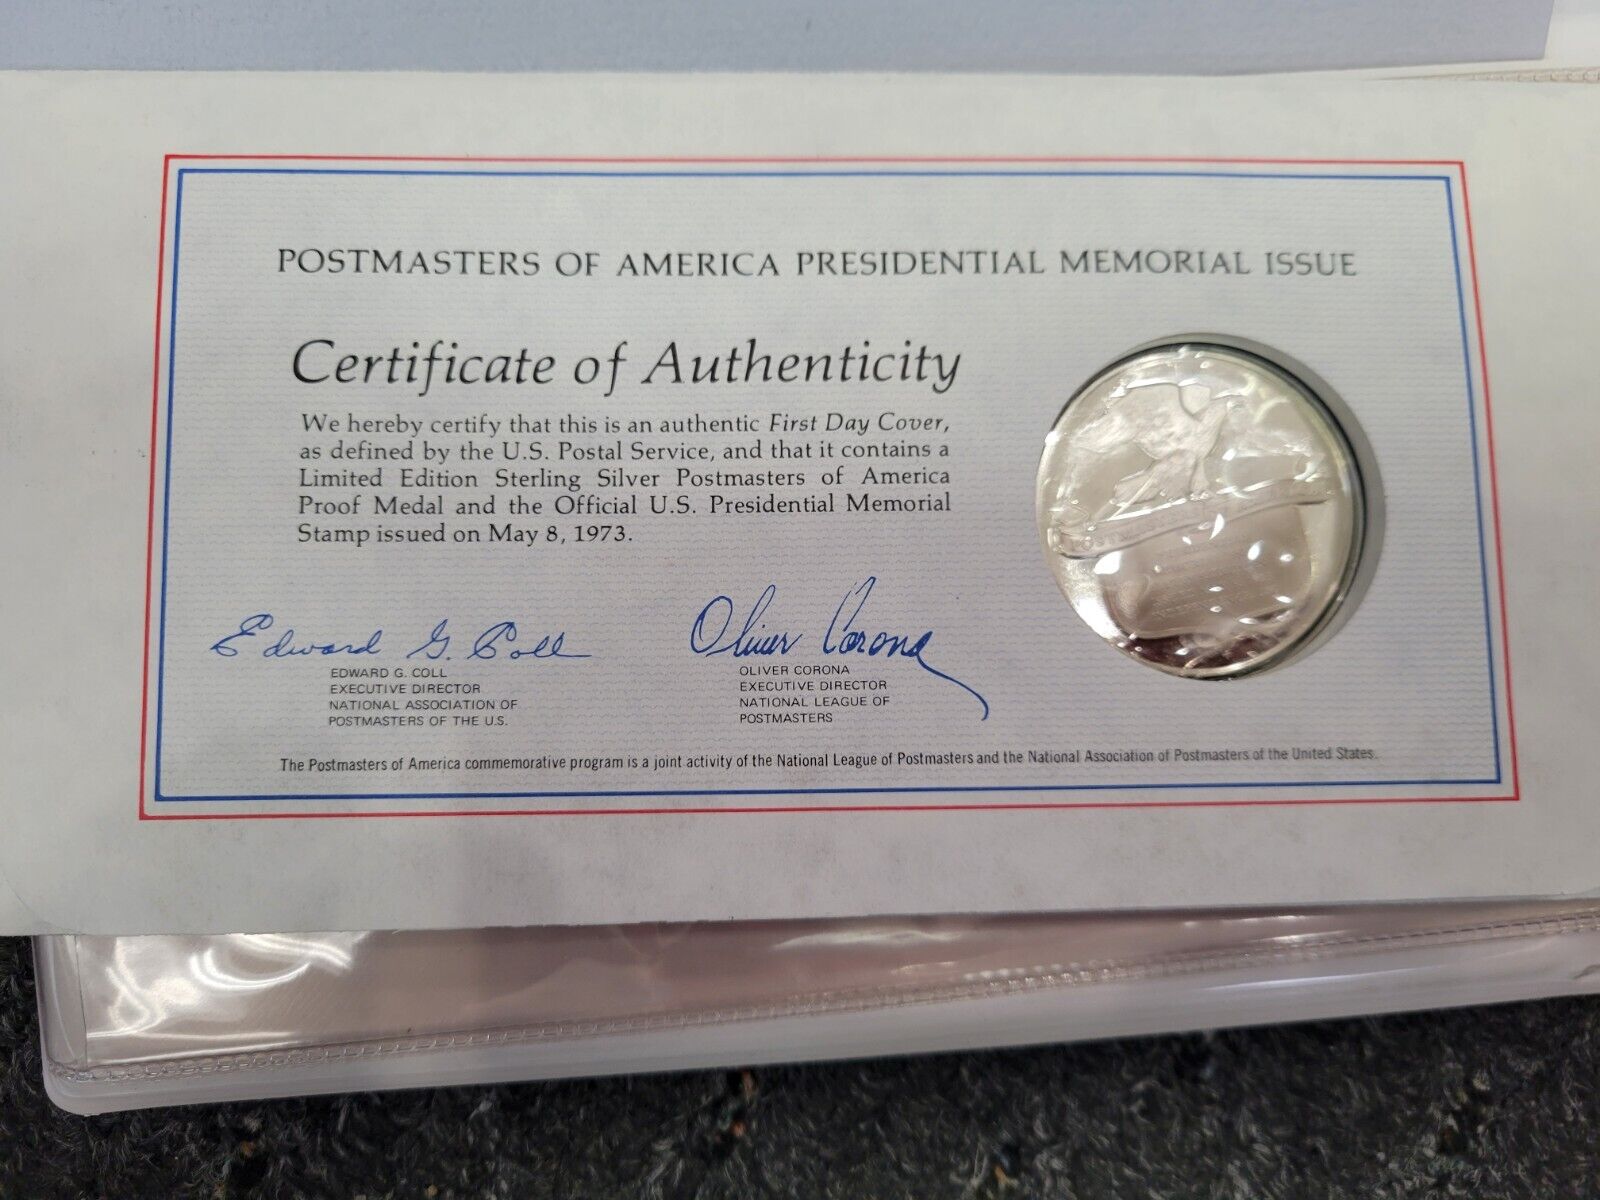 POSTMASTERS OF AMERICA PRESIDENTIAL MEMORIAL ISSUE
Certificate of Authenticity
We hereby certify that this is an authentic First Day Cover,
as defined by the U.S. Postal Service, and that it contains a
Limited Edition Sterling Silver Postmasters of America
Proof Medal and the Official U.S. Presidential Memorial
Stamp issued on May 8, 1973.
Edward G. Coll
EDWARD G. COLL
EXECUTIVE DIRECTOR
NATIONAL ASSOCIATION OF
POSTMASTERS OF THE U.S.
Oliver Corona
OLIVER CORONA
EXECUTIVE DIRECTOR
NATIONAL LEAGUE OF
POSTMASTERS
The Postmasters of America commemorative program is a joint activity of the National League of Postmasters and the National Association of Postmasters of the United States.